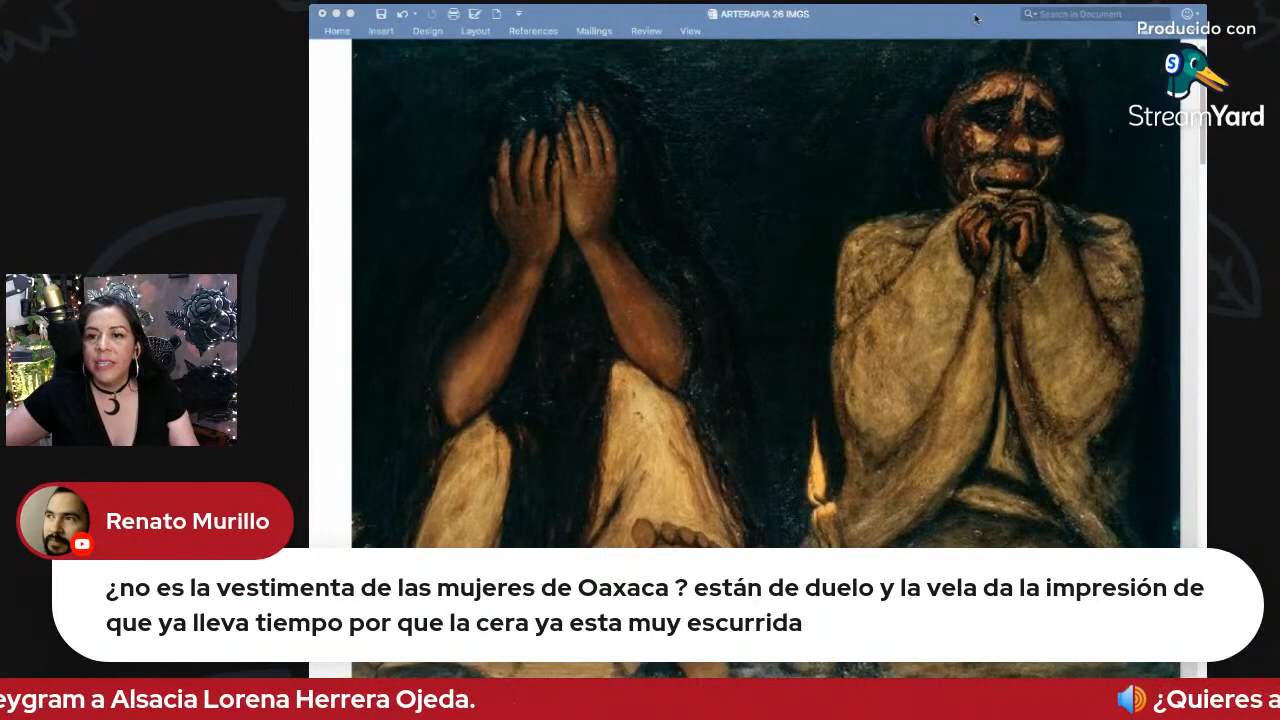 ARTERAPIA 26 IMGS
Search in Document
Home Insert Design Layout References Mailings Review View
Producido con
S
StreamYard
Renato Murillo
¿no es la vestimenta de las mujeres de Oaxaca ? están de duelo y la vela da la impresión de
que ya lleva tiempo por que la cera ya esta muy escurrida
eygram a Alsacia Lorena Herrera Ojeda.
¿Quieres a